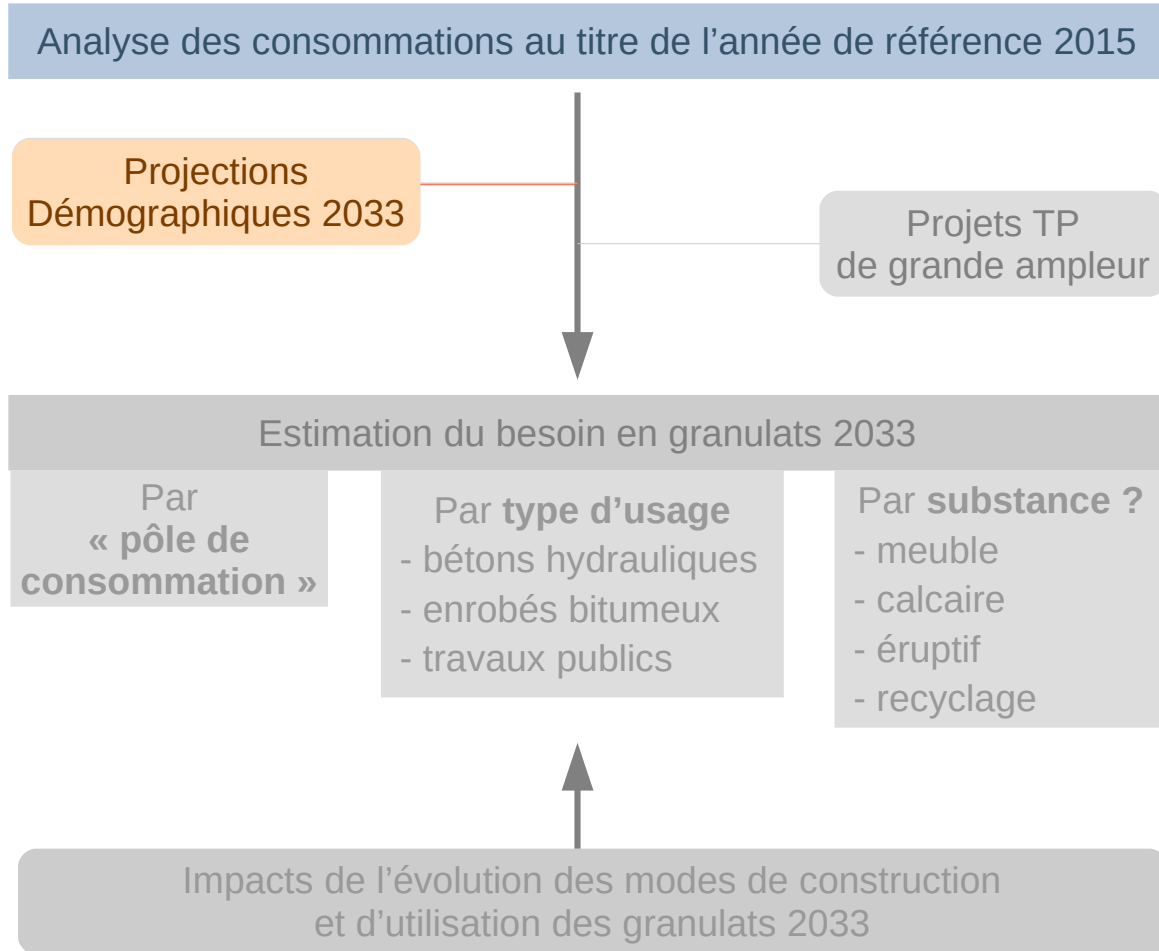 Analyse des consommations au titre de l’année de référence 2015
Projections
Démographiques 2033
Projets TP
de grande ampleur
Estimation du besoin en granulats 2033
Par
« pôle de
consommation »
Par type d’usage
- bétons hydrauliques
- enrobés bitumeux
- travaux publics
Par substance ?
- meuble
- calcaire
- éruptif
- recyclage
Impacts de l’évolution des modes de construction
et d’utilisation des granulats 2033